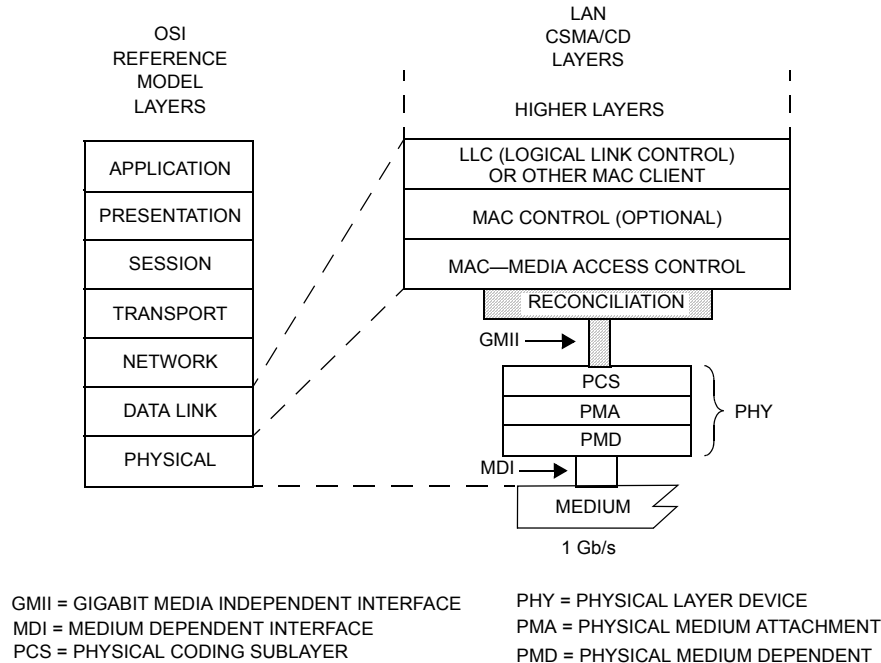 OSI
REFERENCE
MODEL
LAYERS
APPLICATION
PRESENTATION
SESSION
TRANSPORT
NETWORK
DATA LINK
PHYSICAL
LAN
CSMA/CD
LAYERS
HIGHER LAYERS
LLC (LOGICAL LINK CONTROL)
OR OTHER MAC CLIENT
MAC CONTROL (OPTIONAL)
MAC—MEDIA ACCESS CONTROL
RECONCILIATION
GMII
PCS
PMA
PMD
PHY
MDI
MEDIUM
1 Gb/s
GMII = GIGABIT MEDIA INDEPENDENT INTERFACE
MDI = MEDIUM DEPENDENT INTERFACE
PCS = PHYSICAL CODING SUBLAYER
PHY = PHYSICAL LAYER DEVICE
PMA = PHYSICAL MEDIUM ATTACHMENT
PMD = PHYSICAL MEDIUM DEPENDENT